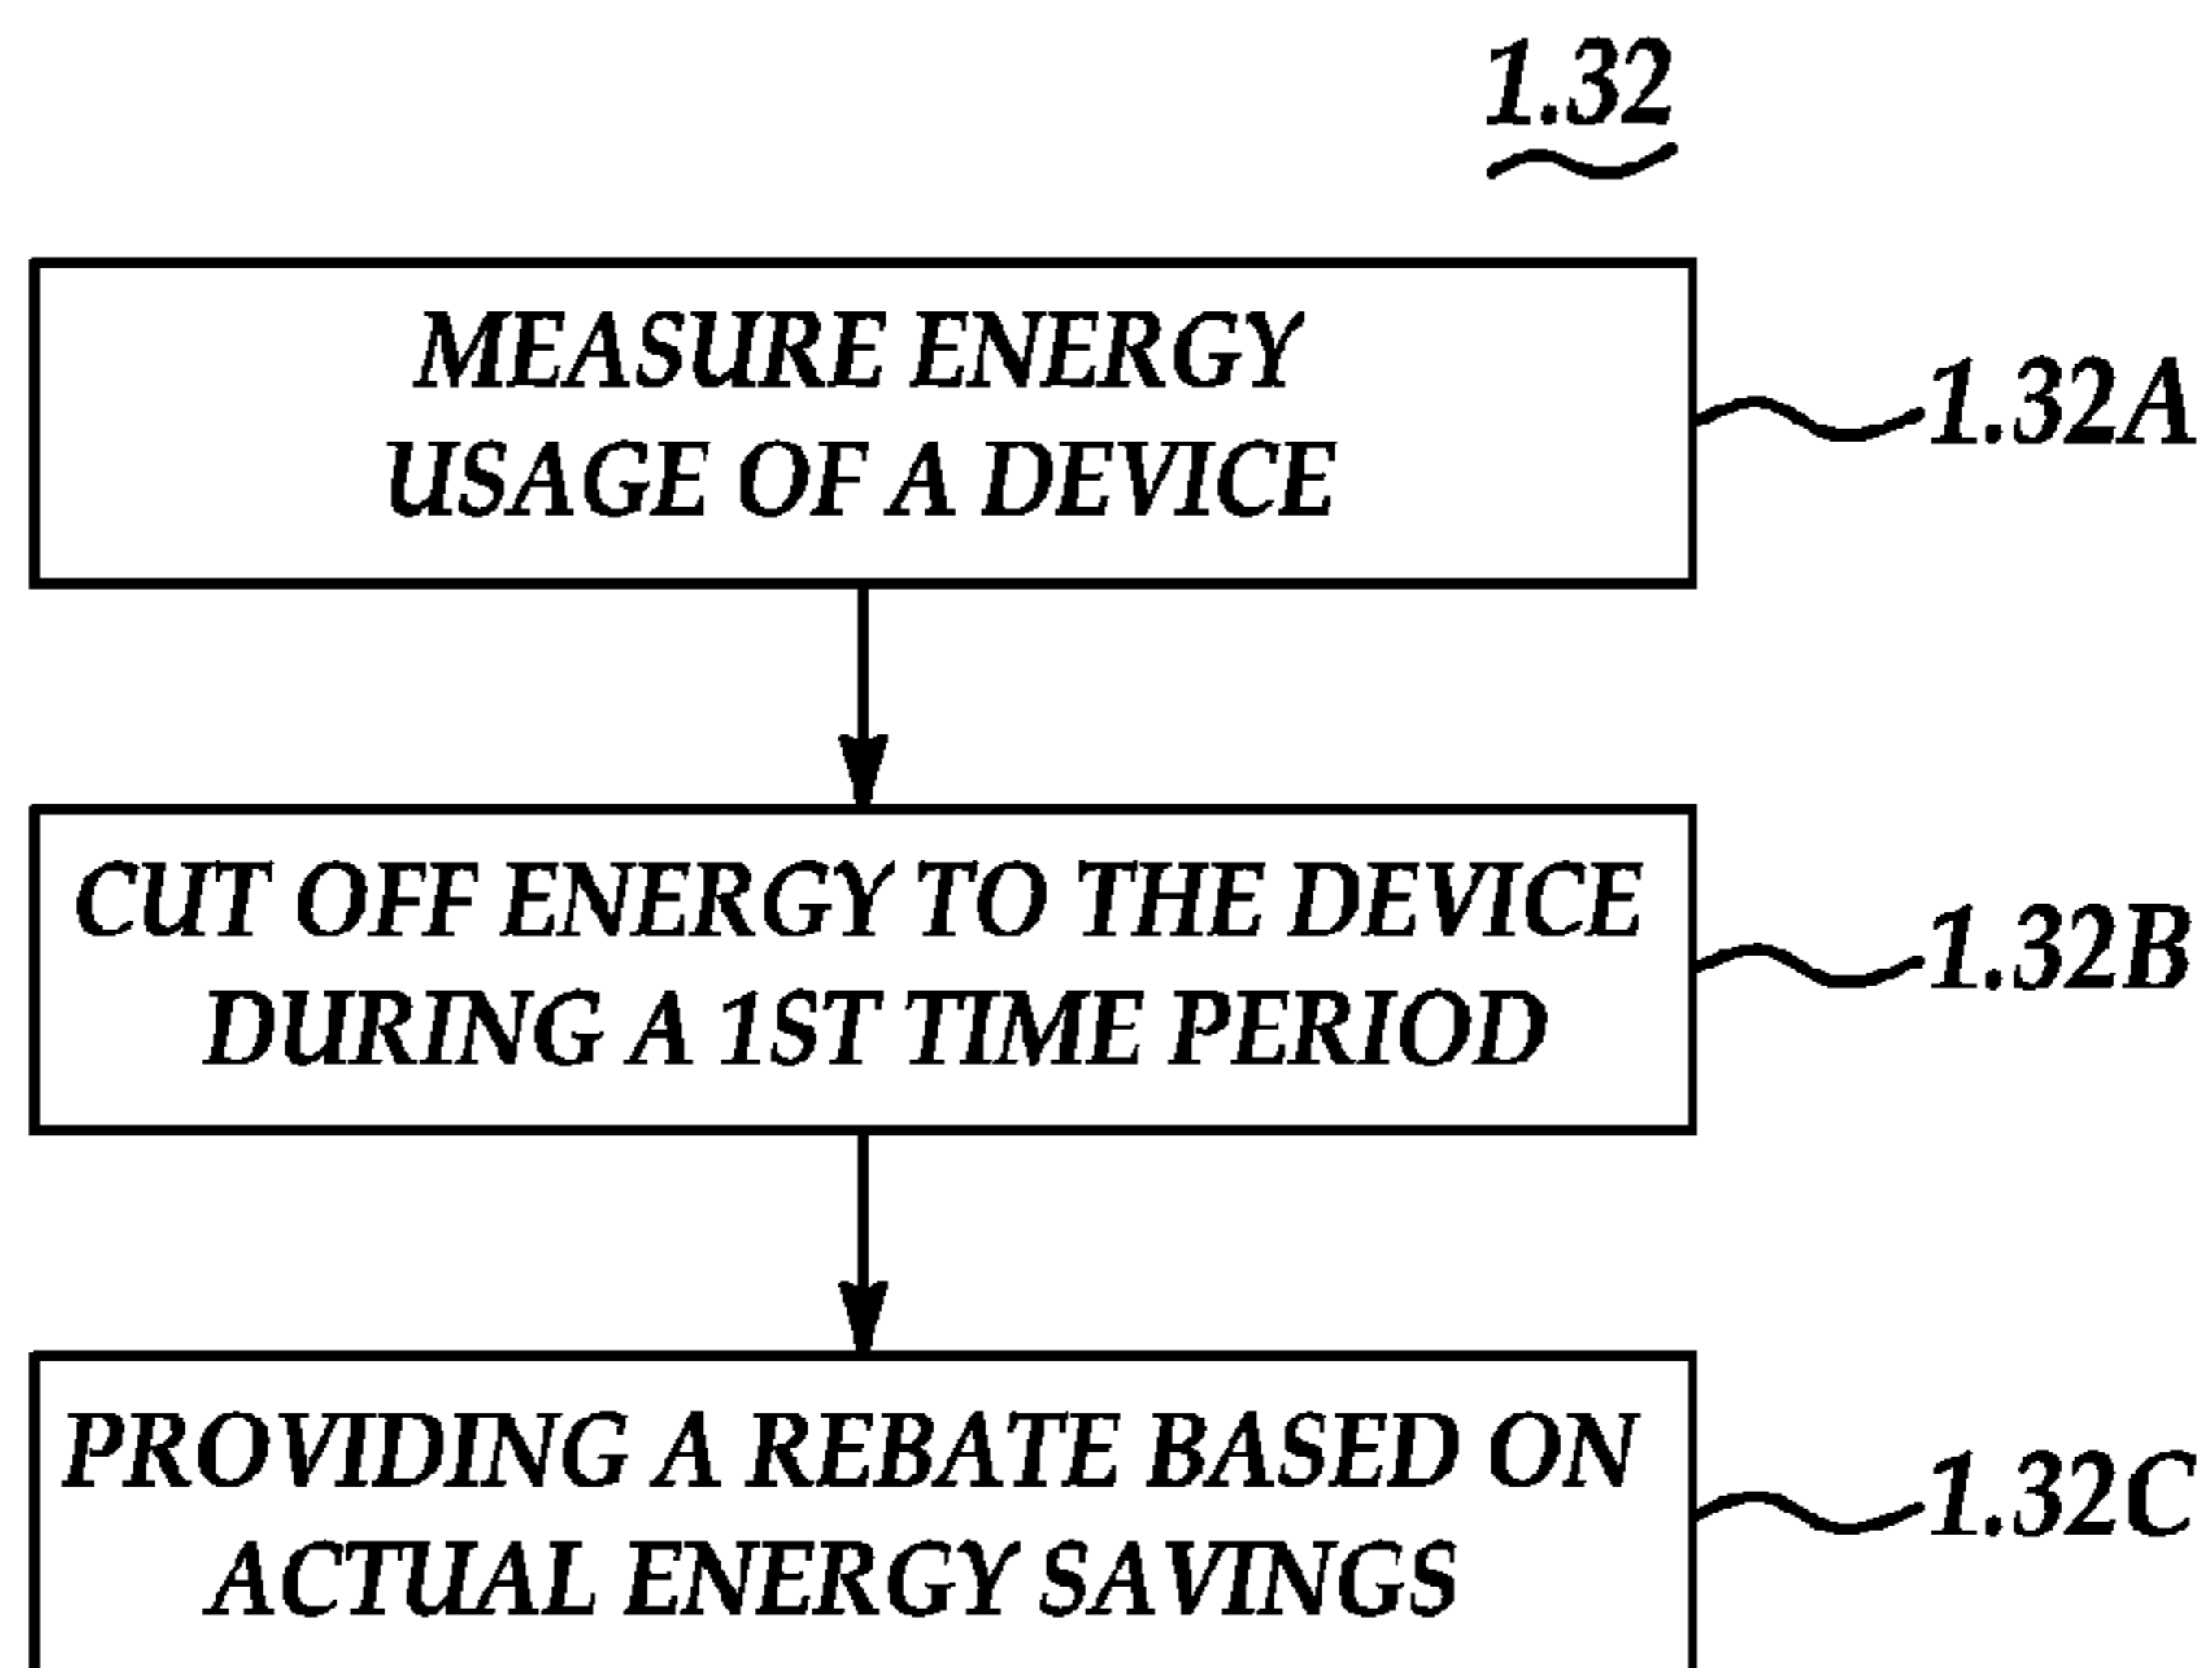 1.32
MEASURE ENERGY
USAGE OF A DEVICE
1.32A
CUT OFF ENERGY TO THE DEVICE
DURING A 1ST TIME PERIOD
1.32B
PROVIDING A REBATE BASED ON
ACTUAL ENERGY SAVINGS
1.32C